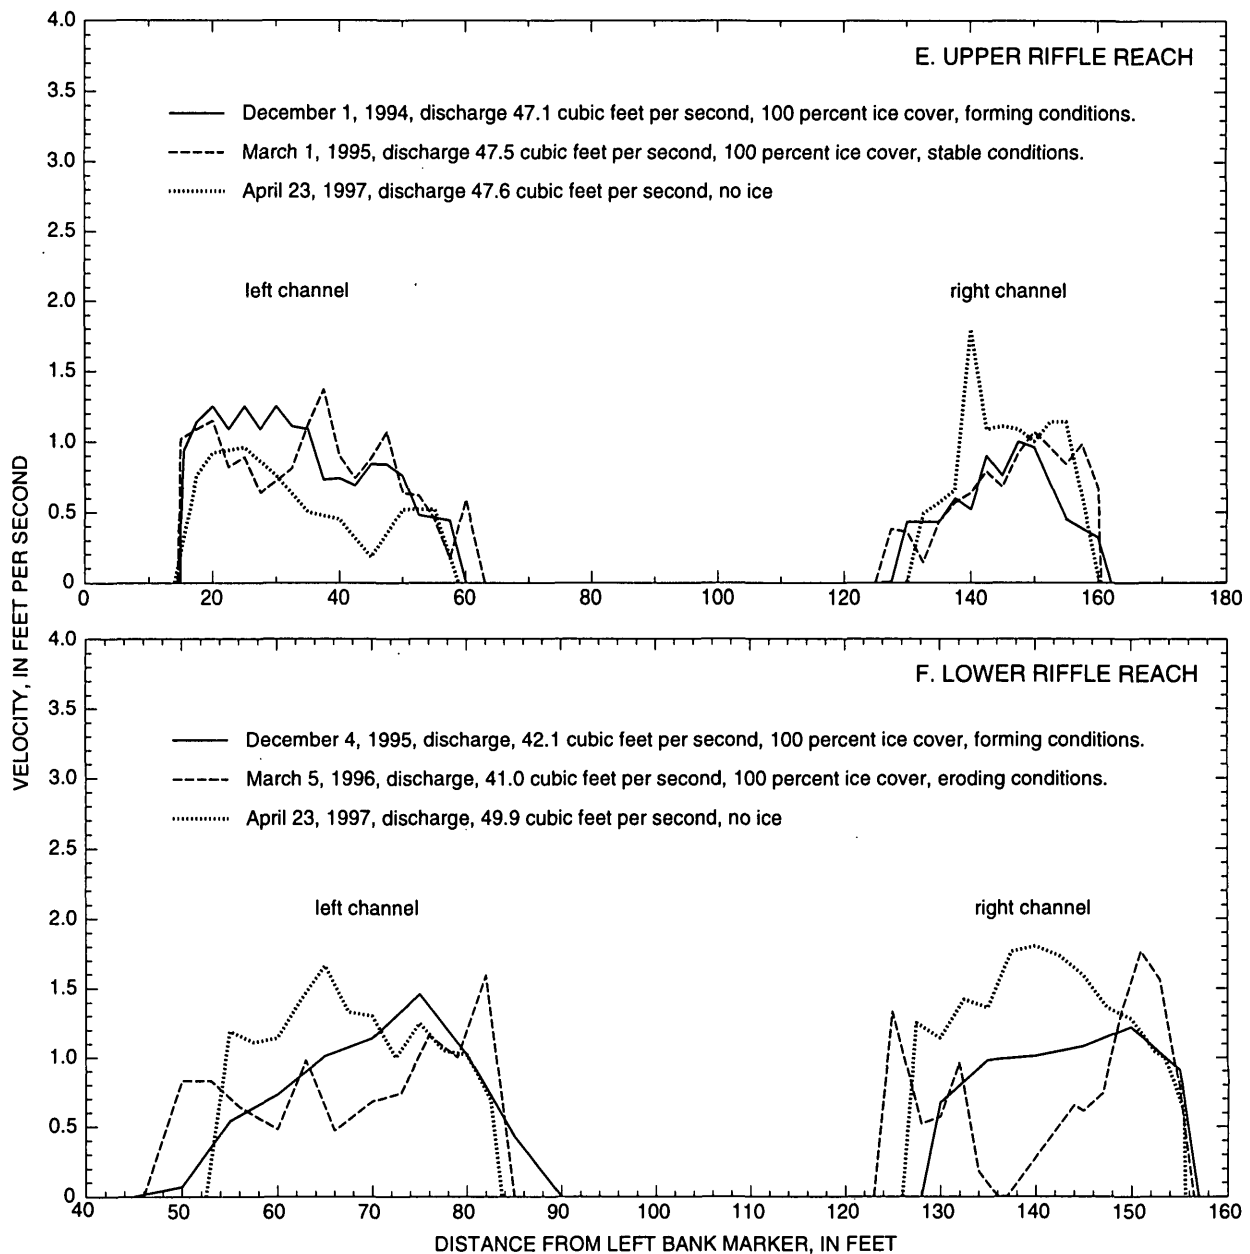 4.0
E. UPPER RIFFLE REACH
3.5
December 1, 1994, discharge 47.1 cubic feet per second, 100 percent ice cover, forming conditions.
3.0
March 1, 1995, discharge 47.5 cubic feet per second, 100 percent ice cover, stable conditions.
April 23, 1997, discharge 47.6 cubic feet per second, no ice
2.5
2.0
left channel
right channel
1.5
1.0
0.5
0
0 20 40 60 80 100 120 140 160 180
VELOCITY, IN FEET PER SECOND
4.0
F. LOWER RIFFLE REACH
3.5
December 4, 1995, discharge, 42.1 cubic feet per second, 100 percent ice cover, forming conditions.
3.0
March 5, 1996, discharge, 41.0 cubic feet per second, 100 percent ice cover, eroding conditions.
April 23, 1997, discharge, 49.9 cubic feet per second, no ice
2.5
2.0
left channel
right channel
1.5
1.0
0.5
0
40 50 60 70 80 90 100 110 120 130 140 150 160
DISTANCE FROM LEFT BANK MARKER, IN FEET